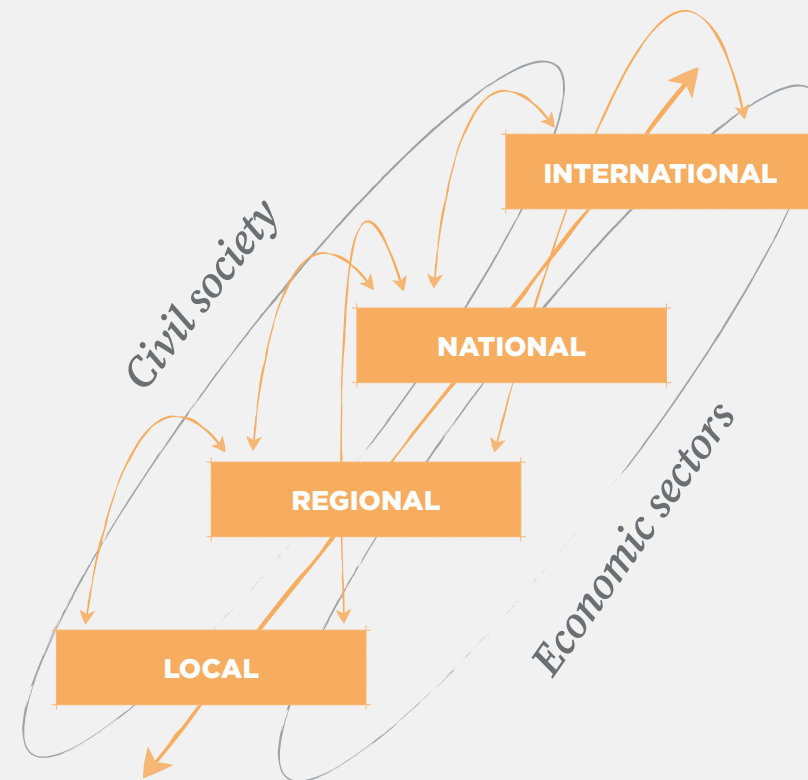 INTERNATIONAL
Civil society
NATIONAL
REGIONAL
Economic sectors
LOCAL